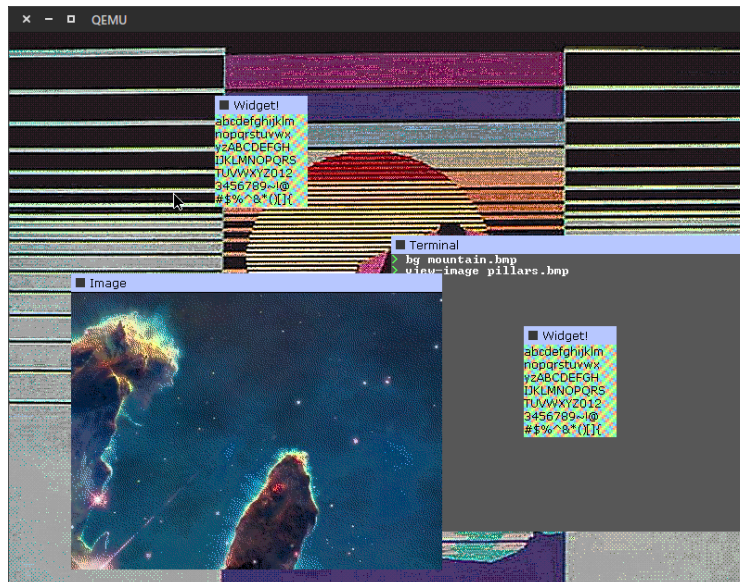 QEMU
Widget!
abcdefghijklm
nopqrstuvwx
yzABCDEFGH
IJKLMNOPQRS
TUVWXYZ012
3456789~!@
#$%^&*()[]{
Terminal
> bg mountain.bmp
> view-image pillars.bmp
Image
Widget!
abcdefghijklm
nopqrstuvwx
yzABCDEFGH
IJKLMNOPQRS
TUVWXYZ012
3456789~!@
#$%^&*()[]{